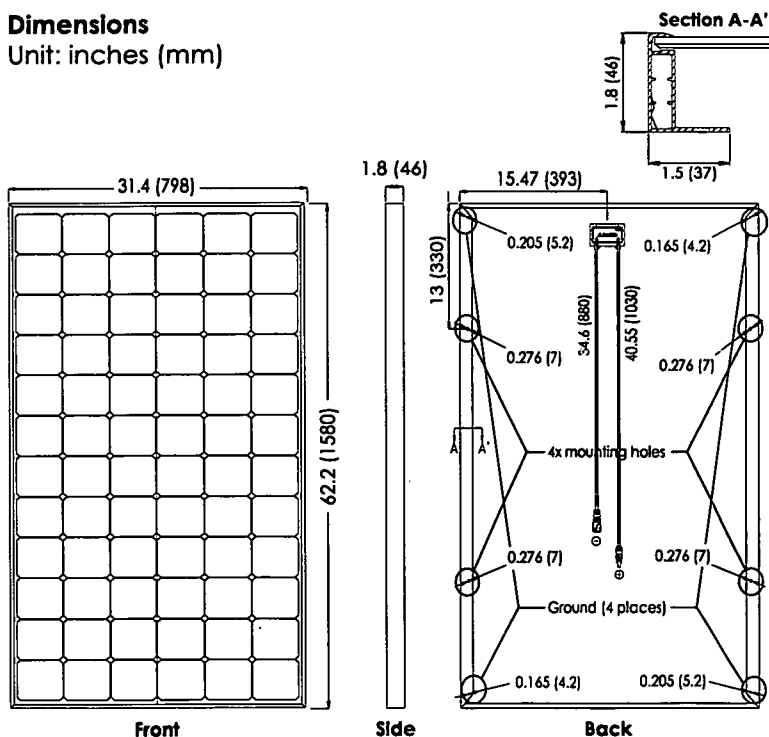 Dimensions
Unit: inches (mm)
Section A-A'
1.8 (46)
1.5 (37)
31.4 (798)
1.8 (46)
15.47 (393)
0.205 (5.2)
0.165 (4.2)
13 (330)
34.6 (880)
40.55 (1030)
0.276 (7)
0.276 (7)
62.2 (1580)
A
A'
4x mounting holes
0.276 (7)
0.276 (7)
Ground (4 places)
0.165 (4.2)
0.205 (5.2)
Front
Side
Back